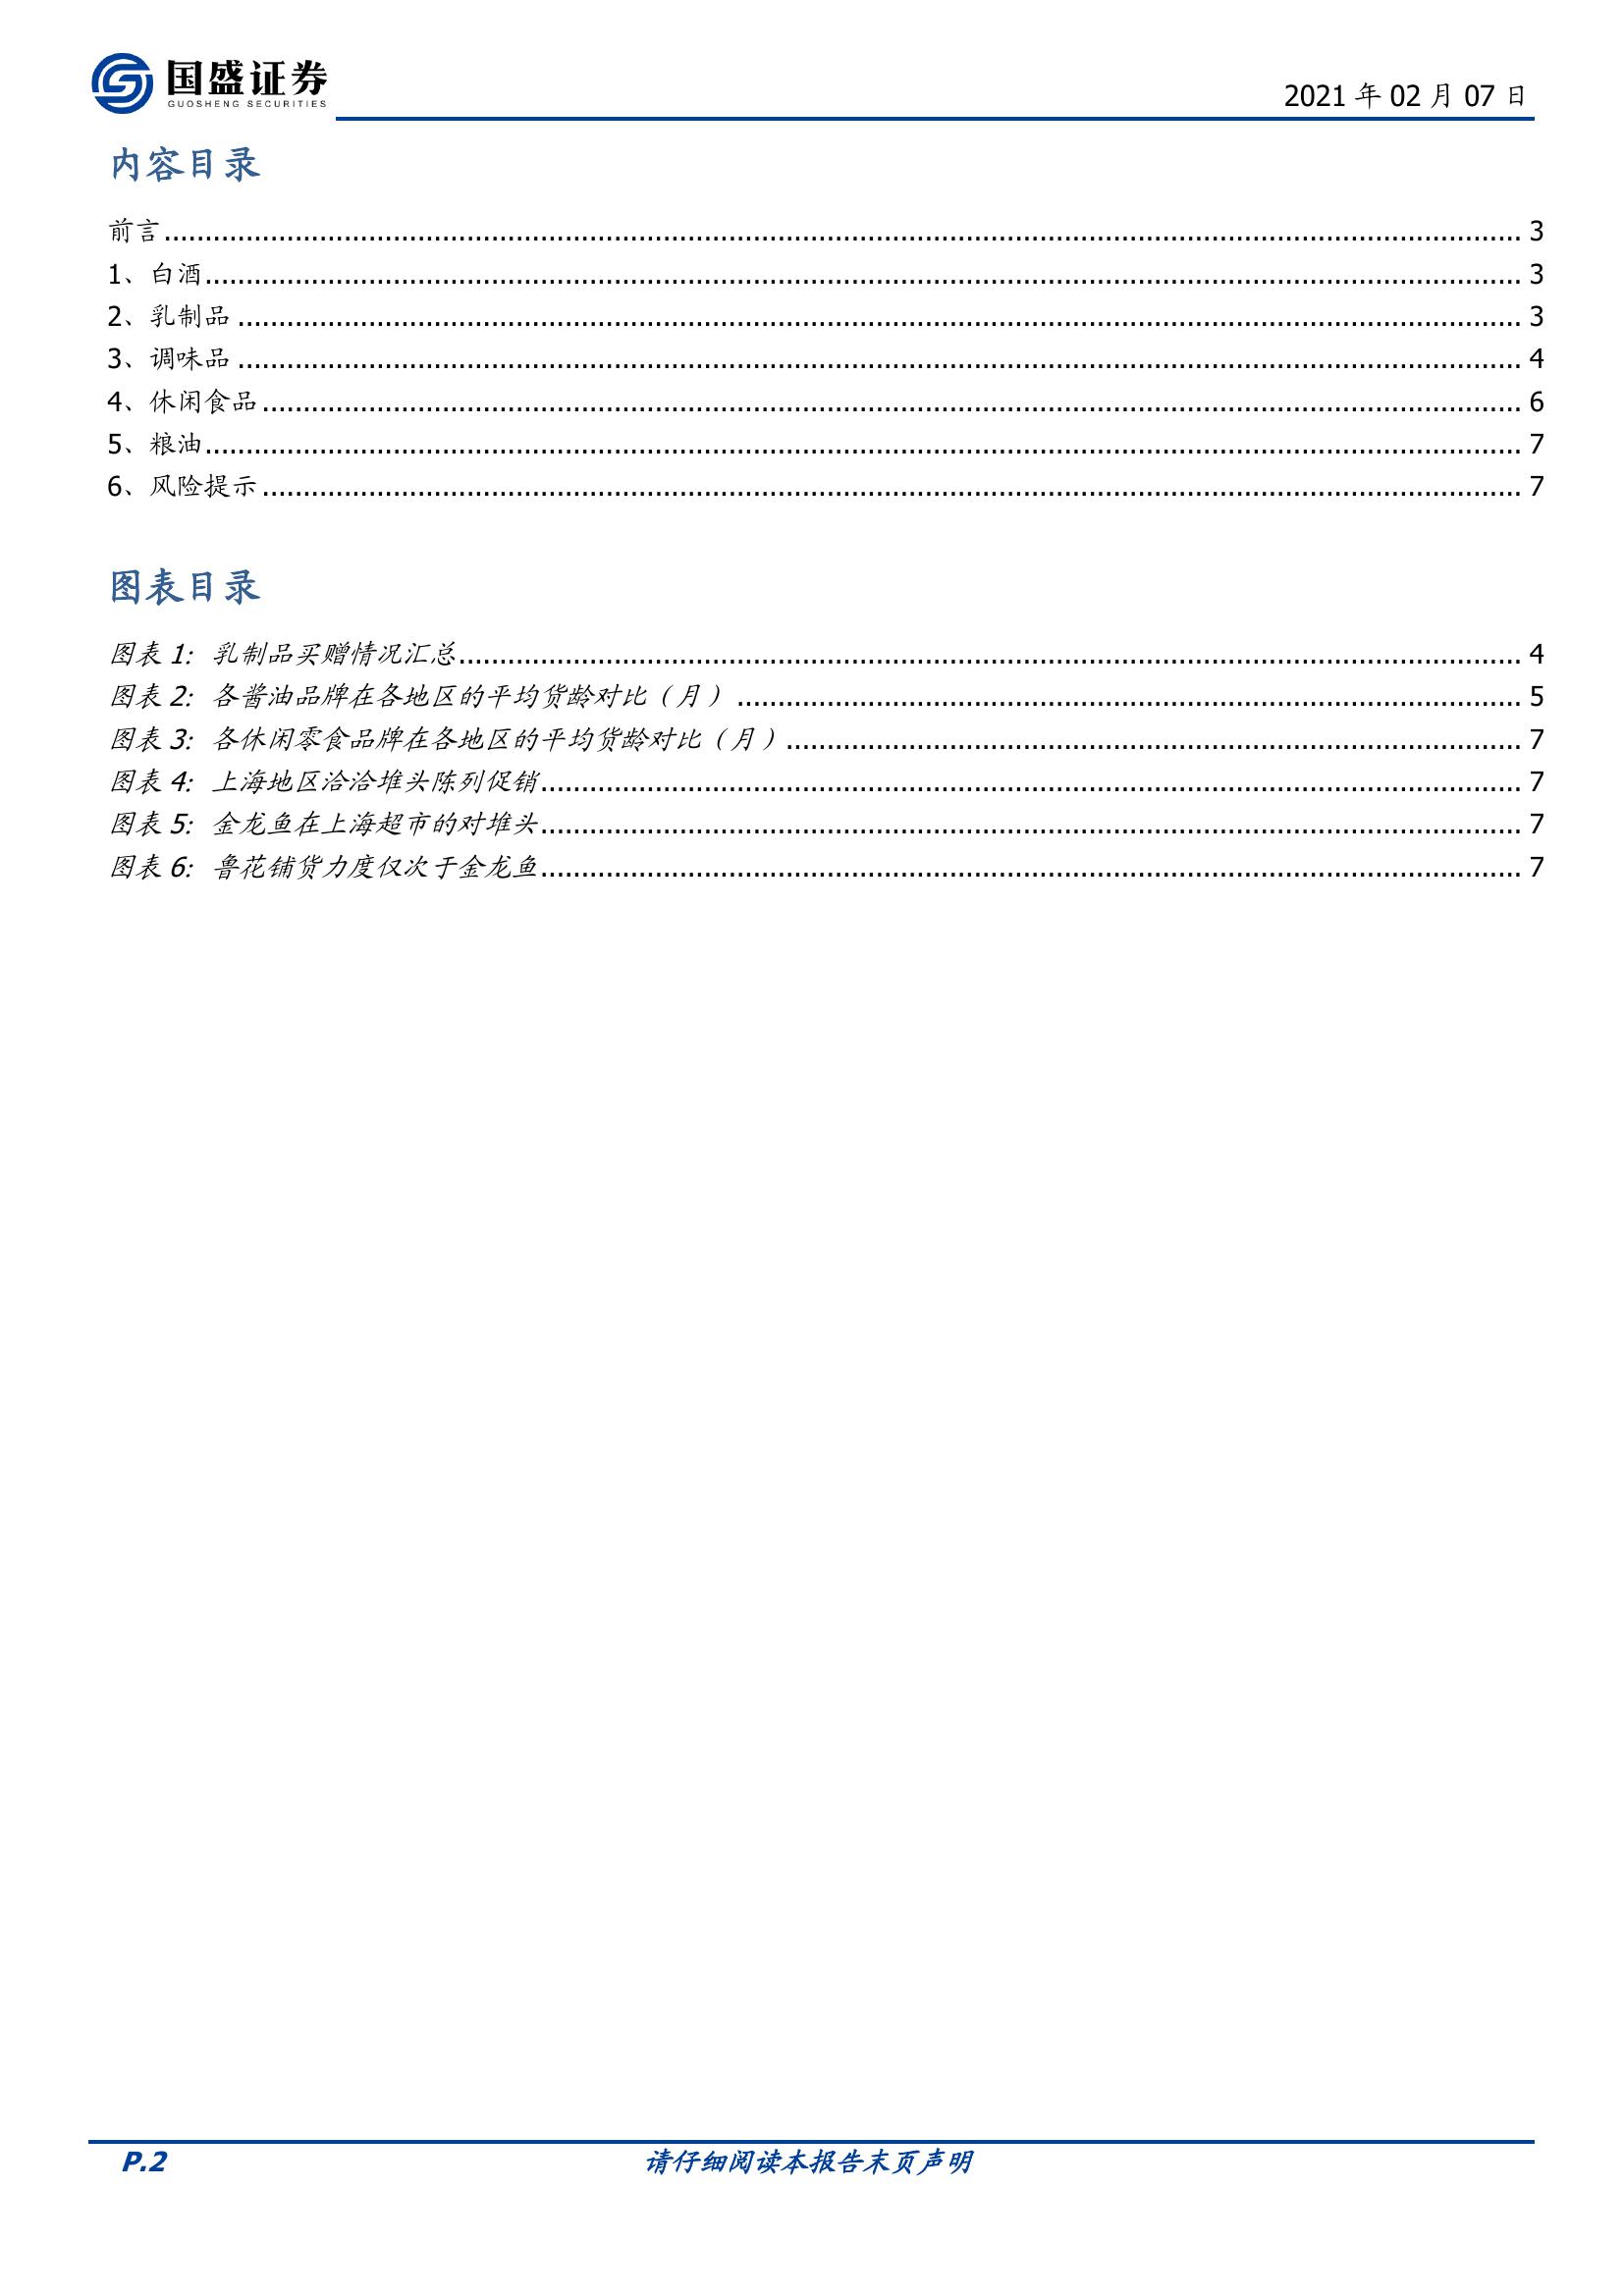 国盛证券
GUOSHENG SECURITIES
2021 年 02 月 07 日
内容目录
前言 3
1、白酒 3
2、乳制品 3
3、调味品 4
4、休闲食品 6
5、粮油 7
6、风险提示 7
图表目录
图表 1: 乳制品买赠情况汇总 4
图表 2: 各酱油品牌在各地区的平均货龄对比（月） 5
图表 3: 各休闲零食品牌在各地区的平均货龄对比（月） 7
图表 4: 上海地区洽洽堆头陈列促销 7
图表 5: 金龙鱼在上海超市的对堆头 7
图表 6: 鲁花铺货力度仅次于金龙鱼 7
P.2 请仔细阅读本报告末页声明